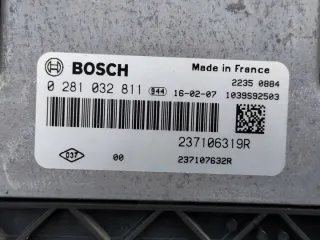 BOSCH
Made in France
2235 0884
0 281 032 811 S44 16-02-07 1039S92503
237106319R
D37 00 237107632R